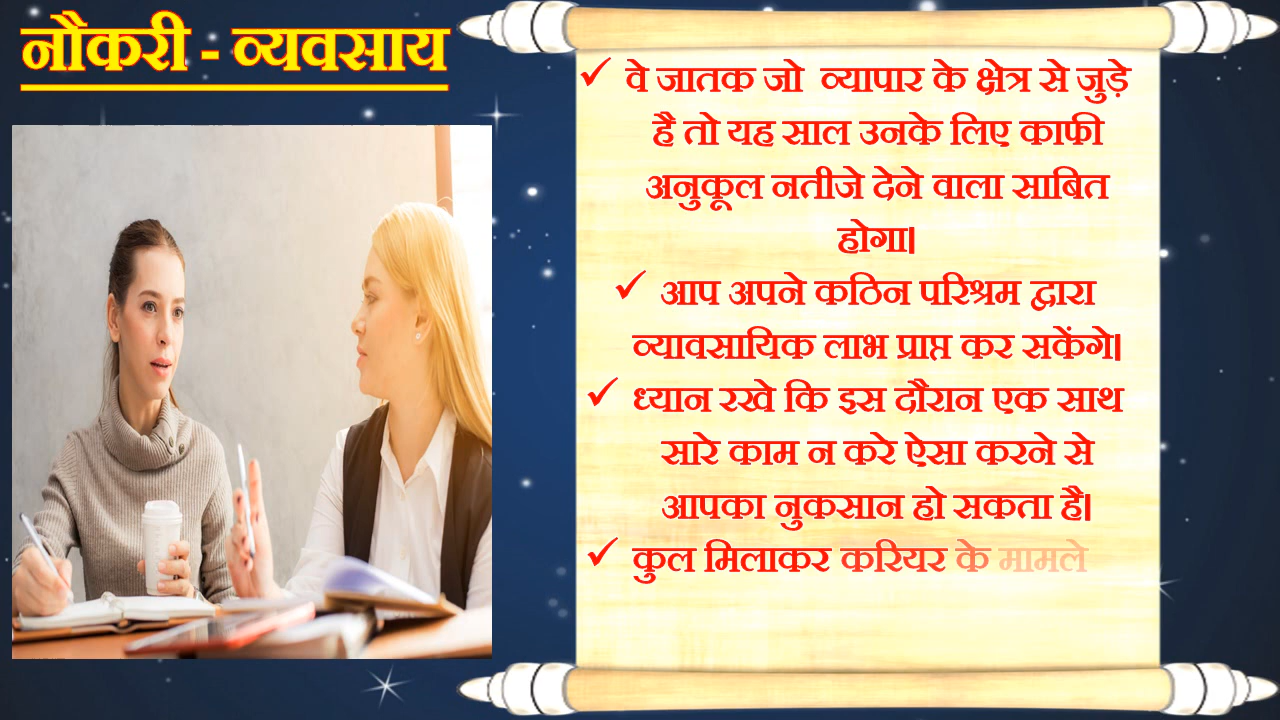 नौकरी - व्यवसाय
✓ वे जातक जो व्यापार के क्षेत्र से जुड़े
है तो यह साल उनके लिए काफी
अनुकूल नतीजे देने वाला साबित
होगा।
✓ आप अपने कठिन परिश्रम द्वारा
व्यावसायिक लाभ प्राप्त कर सकेंगे।
✓ ध्यान रखे कि इस दौरान एक साथ
सारे काम न करे ऐसा करने से
आपका नुकसान हो सकता है।
✓ कुल मिलाकर करियर के मामले